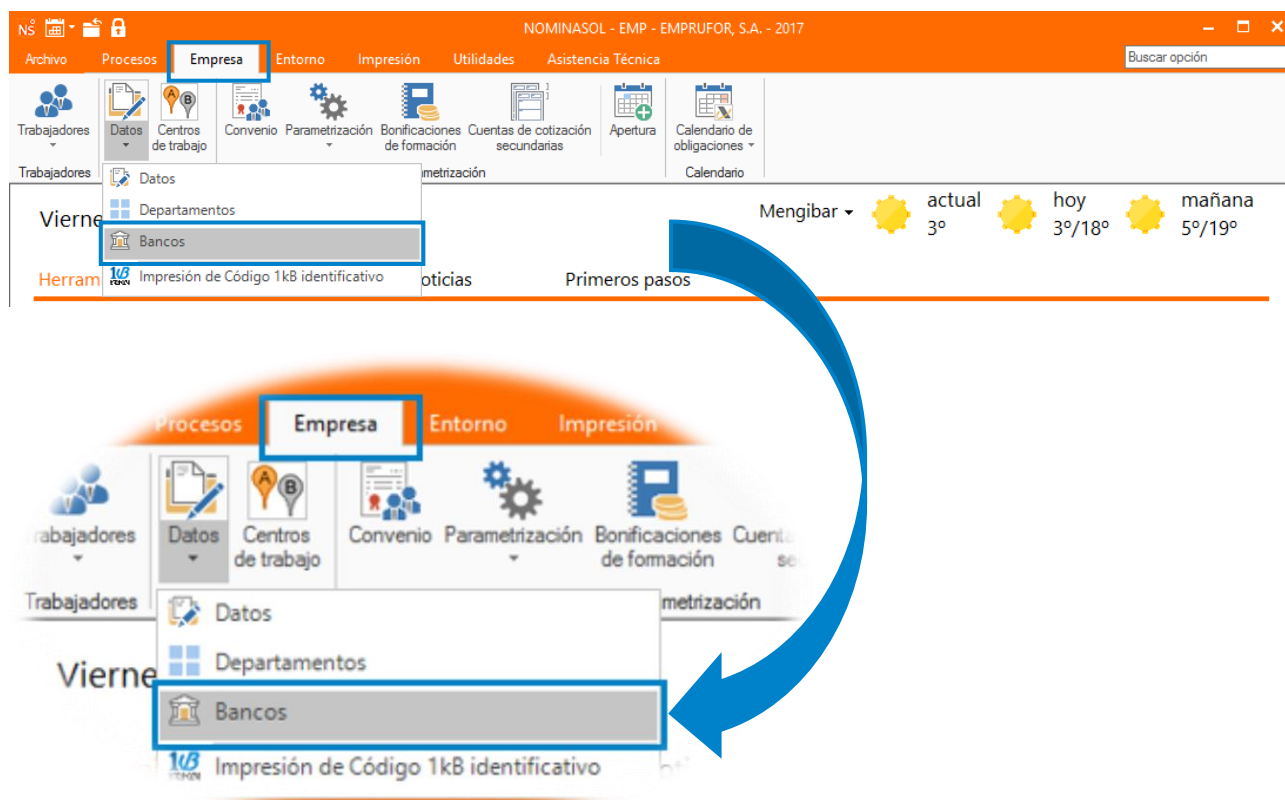 NS
NOMINASOL - EMP - EMPRUFOR, S.A. - 2017
Archivo Procesos Empresa Entorno Impresión Utilidades Asistencia Técnica Buscar opción
Trabajadores Datos Centros de trabajo Convenio Parametrización Bonificaciones de formación Cuentas de cotización secundarias Apertura Calendario de obligaciones
Trabajadores metrización Calendario
Datos
Departamentos
Bancos
Impresión de Código 1kB identificativo
Vierne Mengibar actual 3º hoy 3º/18º mañana 5º/19º
Herram oticias Primeros pasos
Procesos Empresa Entorno Impresión
rabajadores Datos Centros de trabajo Convenio Parametrización Bonificaciones de formación Cuenta
Trabajadores metrización
Datos
Vierne
Departamentos
Bancos
1kB Impresión de Código 1kB identificativo